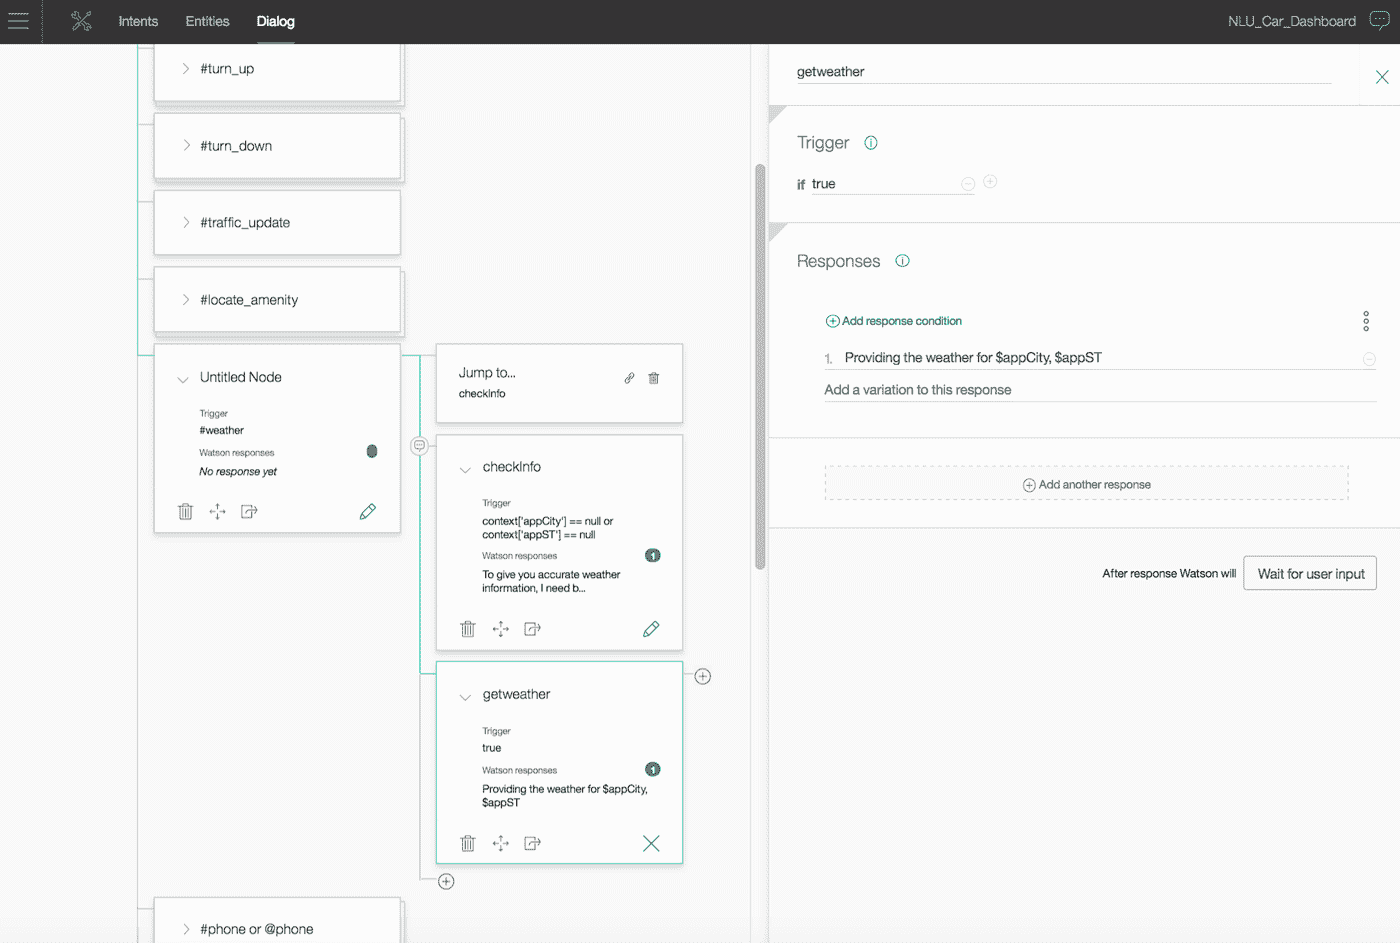 Intents Entities Dialog NLU_Car_Dashboard
#turn_up
#turn_down
#traffic_update
#locate_amenity
Untitled Node
Trigger
#weather
Watson responses
No response yet
Jump to...
checkInfo
checkInfo
Trigger
context['appCity'] == null or
context['appST'] == null
Watson responses
1
To give you accurate weather
information, I need b...
getweather
Trigger
true
Watson responses
1
Providing the weather for $appCity,
$appST
#phone or @phone
getweather
Trigger
if true
Responses
Add response condition
1. Providing the weather for $appCity, $appST
Add a variation to this response
Add another response
After response Watson will Wait for user input